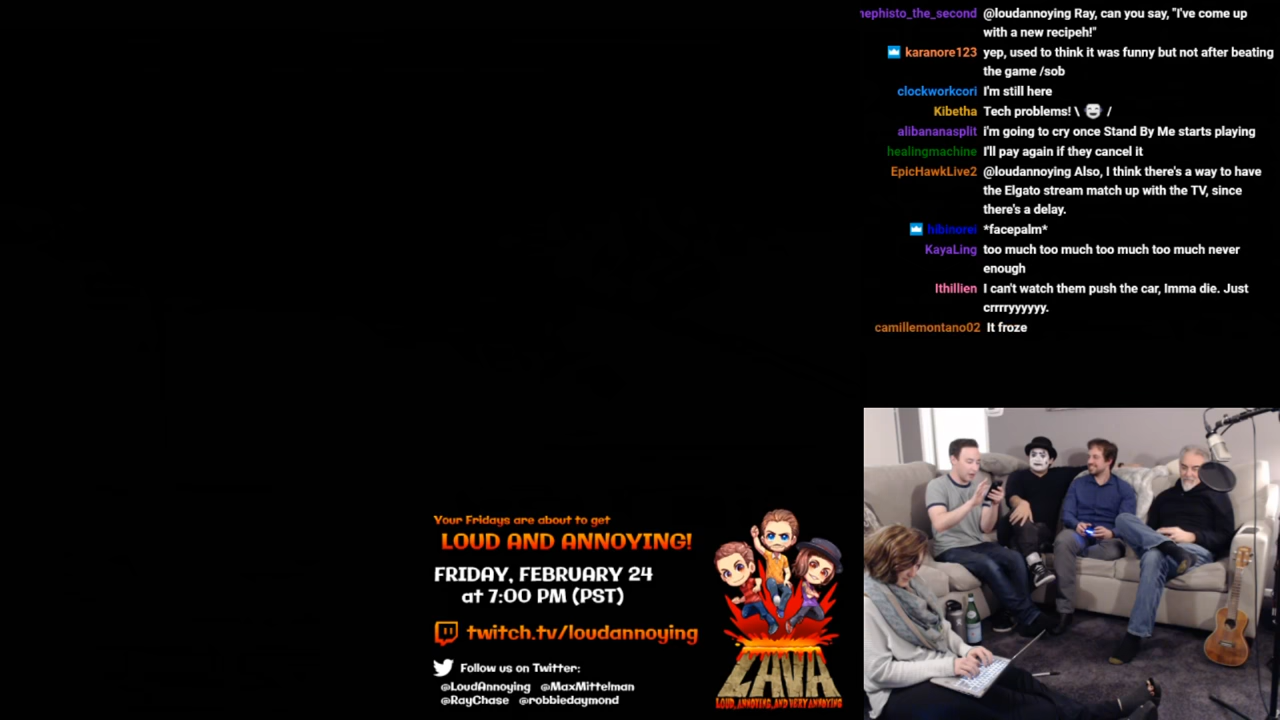 @loudannoying Ray, can you say, "I've come up
with a new recipeh!"
karanore123 yep, used to think it was funny but not after beating
the game /sob
clockworkcori I'm still here
Kibetha Tech problems! \ /
alibananasplit i'm going to cry once Stand By Me starts playing
healingmachine I'll pay again if they cancel it
EpicHawkLive2 @loudannoying Also, I think there's a way to have
the Elgato stream match up with the TV, since
there's a delay.
hibinorei *facepalm*
KayaLing too much too much too much too much never
enough
Ithillien I can't watch them push the car, Imma die. Just
crrrryyyyyy.
camillemontano02 It froze
Your Fridays are about to get
LOUD AND ANNOYING!
FRIDAY, FEBRUARY 24
at 7:00 PM (PST)
twitch.tv/loudannoying
Follow us on Twitter:
@LoudAnnoying @MaxMittelman
@RayChase @robbiedaymond
LAVA
LOUD, ANNOYING, AND VERY ANNOYING